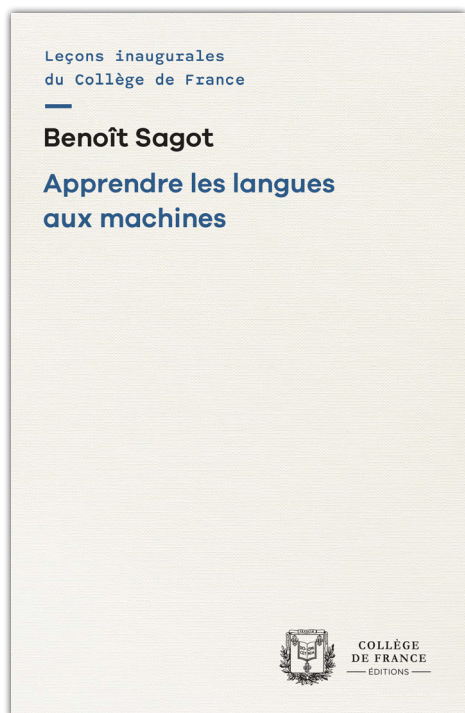 Leçons inaugurales
du Collège de France
Benoît Sagot
Apprendre les langues
aux machines
COLLÈGE
DE FRANCE
ÉDITIONS